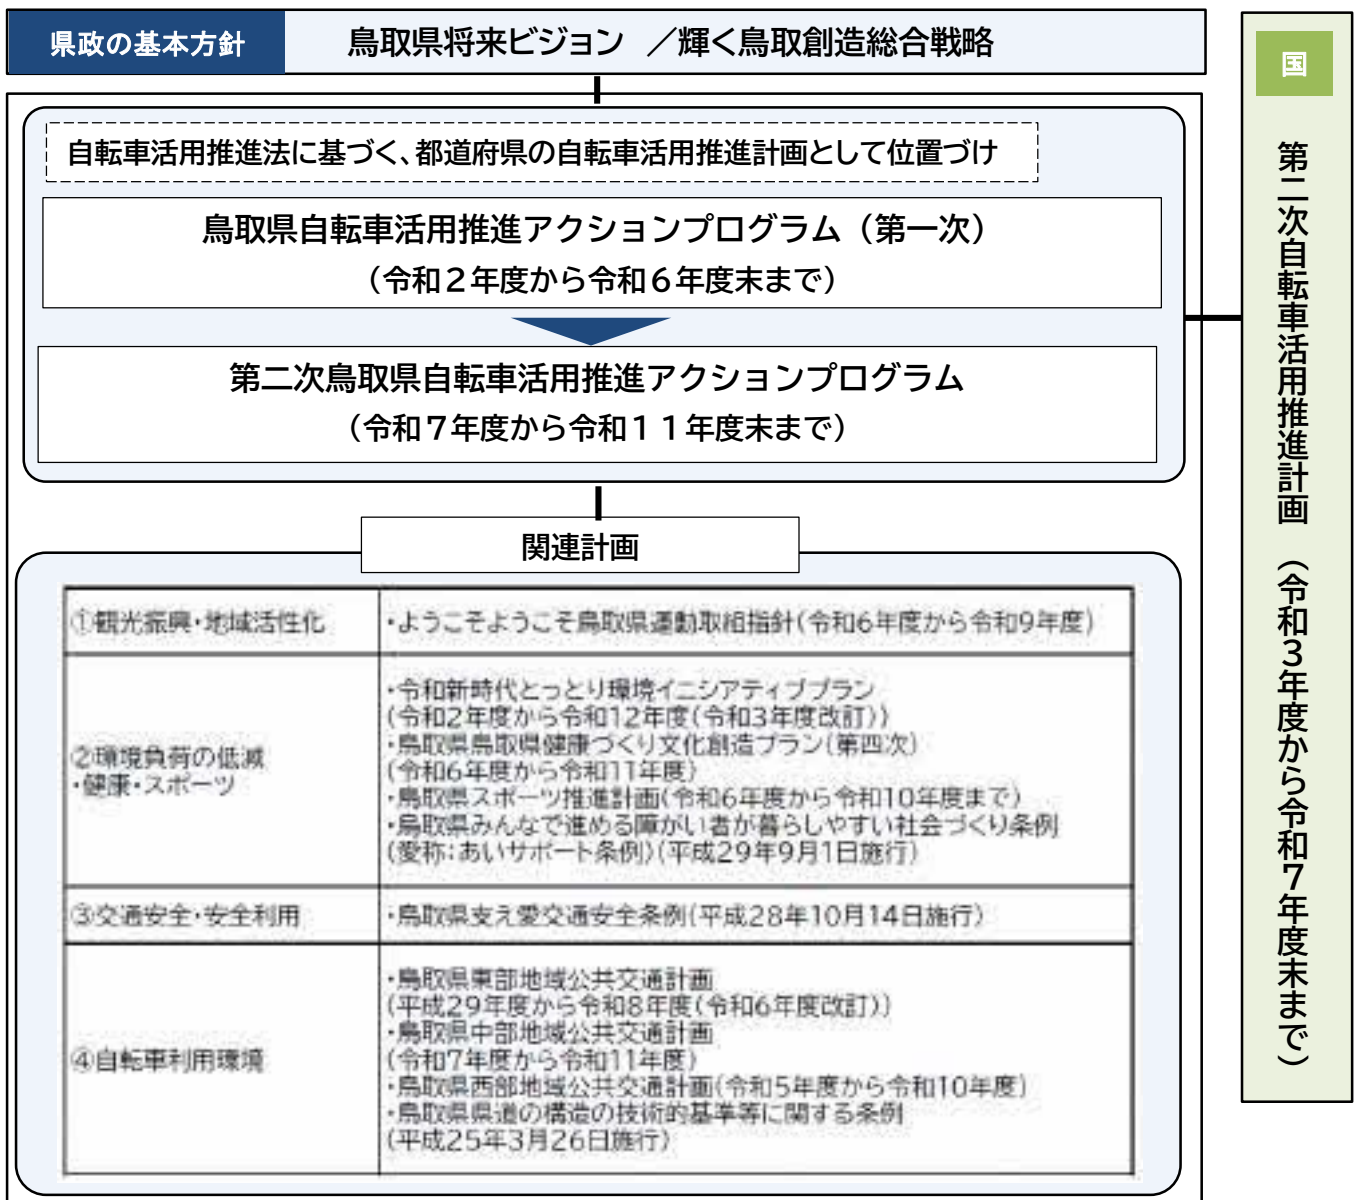 県政の基本方針
鳥取県将来ビジョン ／輝く鳥取創造総合戦略
自転車活用推進法に基づく、都道府県の自転車活用推進計画として位置づけ
鳥取県自転車活用推進アクションプログラム（第一次）
（令和２年度から令和６年度末まで）
第二次鳥取県自転車活用推進アクションプログラム
（令和７年度から令和１１年度末まで）
関連計画
①観光振興・地域活性化
・ようこそようこそ鳥取県運動取組指針(令和6年度から令和9年度)
②環境負荷の低減
・健康・スポーツ
・令和新時代とっとり環境イニシアティブプラン
(令和2年度から令和12年度(令和3年度改訂))
・鳥取県鳥取県健康づくり文化創造プラン(第四次)
(令和6年度から令和11年度)
・鳥取県スポーツ推進計画(令和6年度から令和10年度まで)
・鳥取県みんなで進める障がい者が暮らしやすい社会づくり条例
(愛称：あいサポート条例)(平成29年9月1日施行)
③交通安全・安全利用
・鳥取県支え愛交通安全条例(平成28年10月14日施行)
④自転車利用環境
・鳥取県東部地域公共交通計画
(平成29年度から令和8年度(令和6年度改訂))
・鳥取県中部地域公共交通計画
(令和7年度から令和11年度)
・鳥取県西部地域公共交通計画(令和5年度から令和10年度)
・鳥取県県道の構造の技術的基準等に関する条例
(平成25年3月26日施行)
国
第二次自転車活用推進計画 （令和３年度から令和７年度末まで）